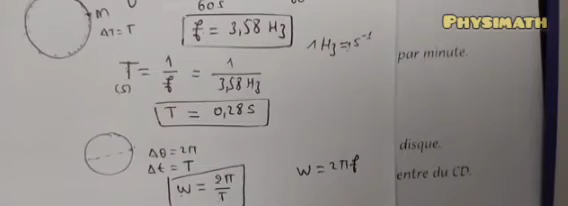 PHYSIMATH
60 s
m
Δt = T
f = 3,58 Hz
1 Hz = 1 s⁻¹
par minute.
T = 1/f = 1/3,58 Hz
(s)
T = 0,28 s
disque.
Δθ = 2π
Δt = T
ω = 2π/T
ω = 2πf
entre du CD.